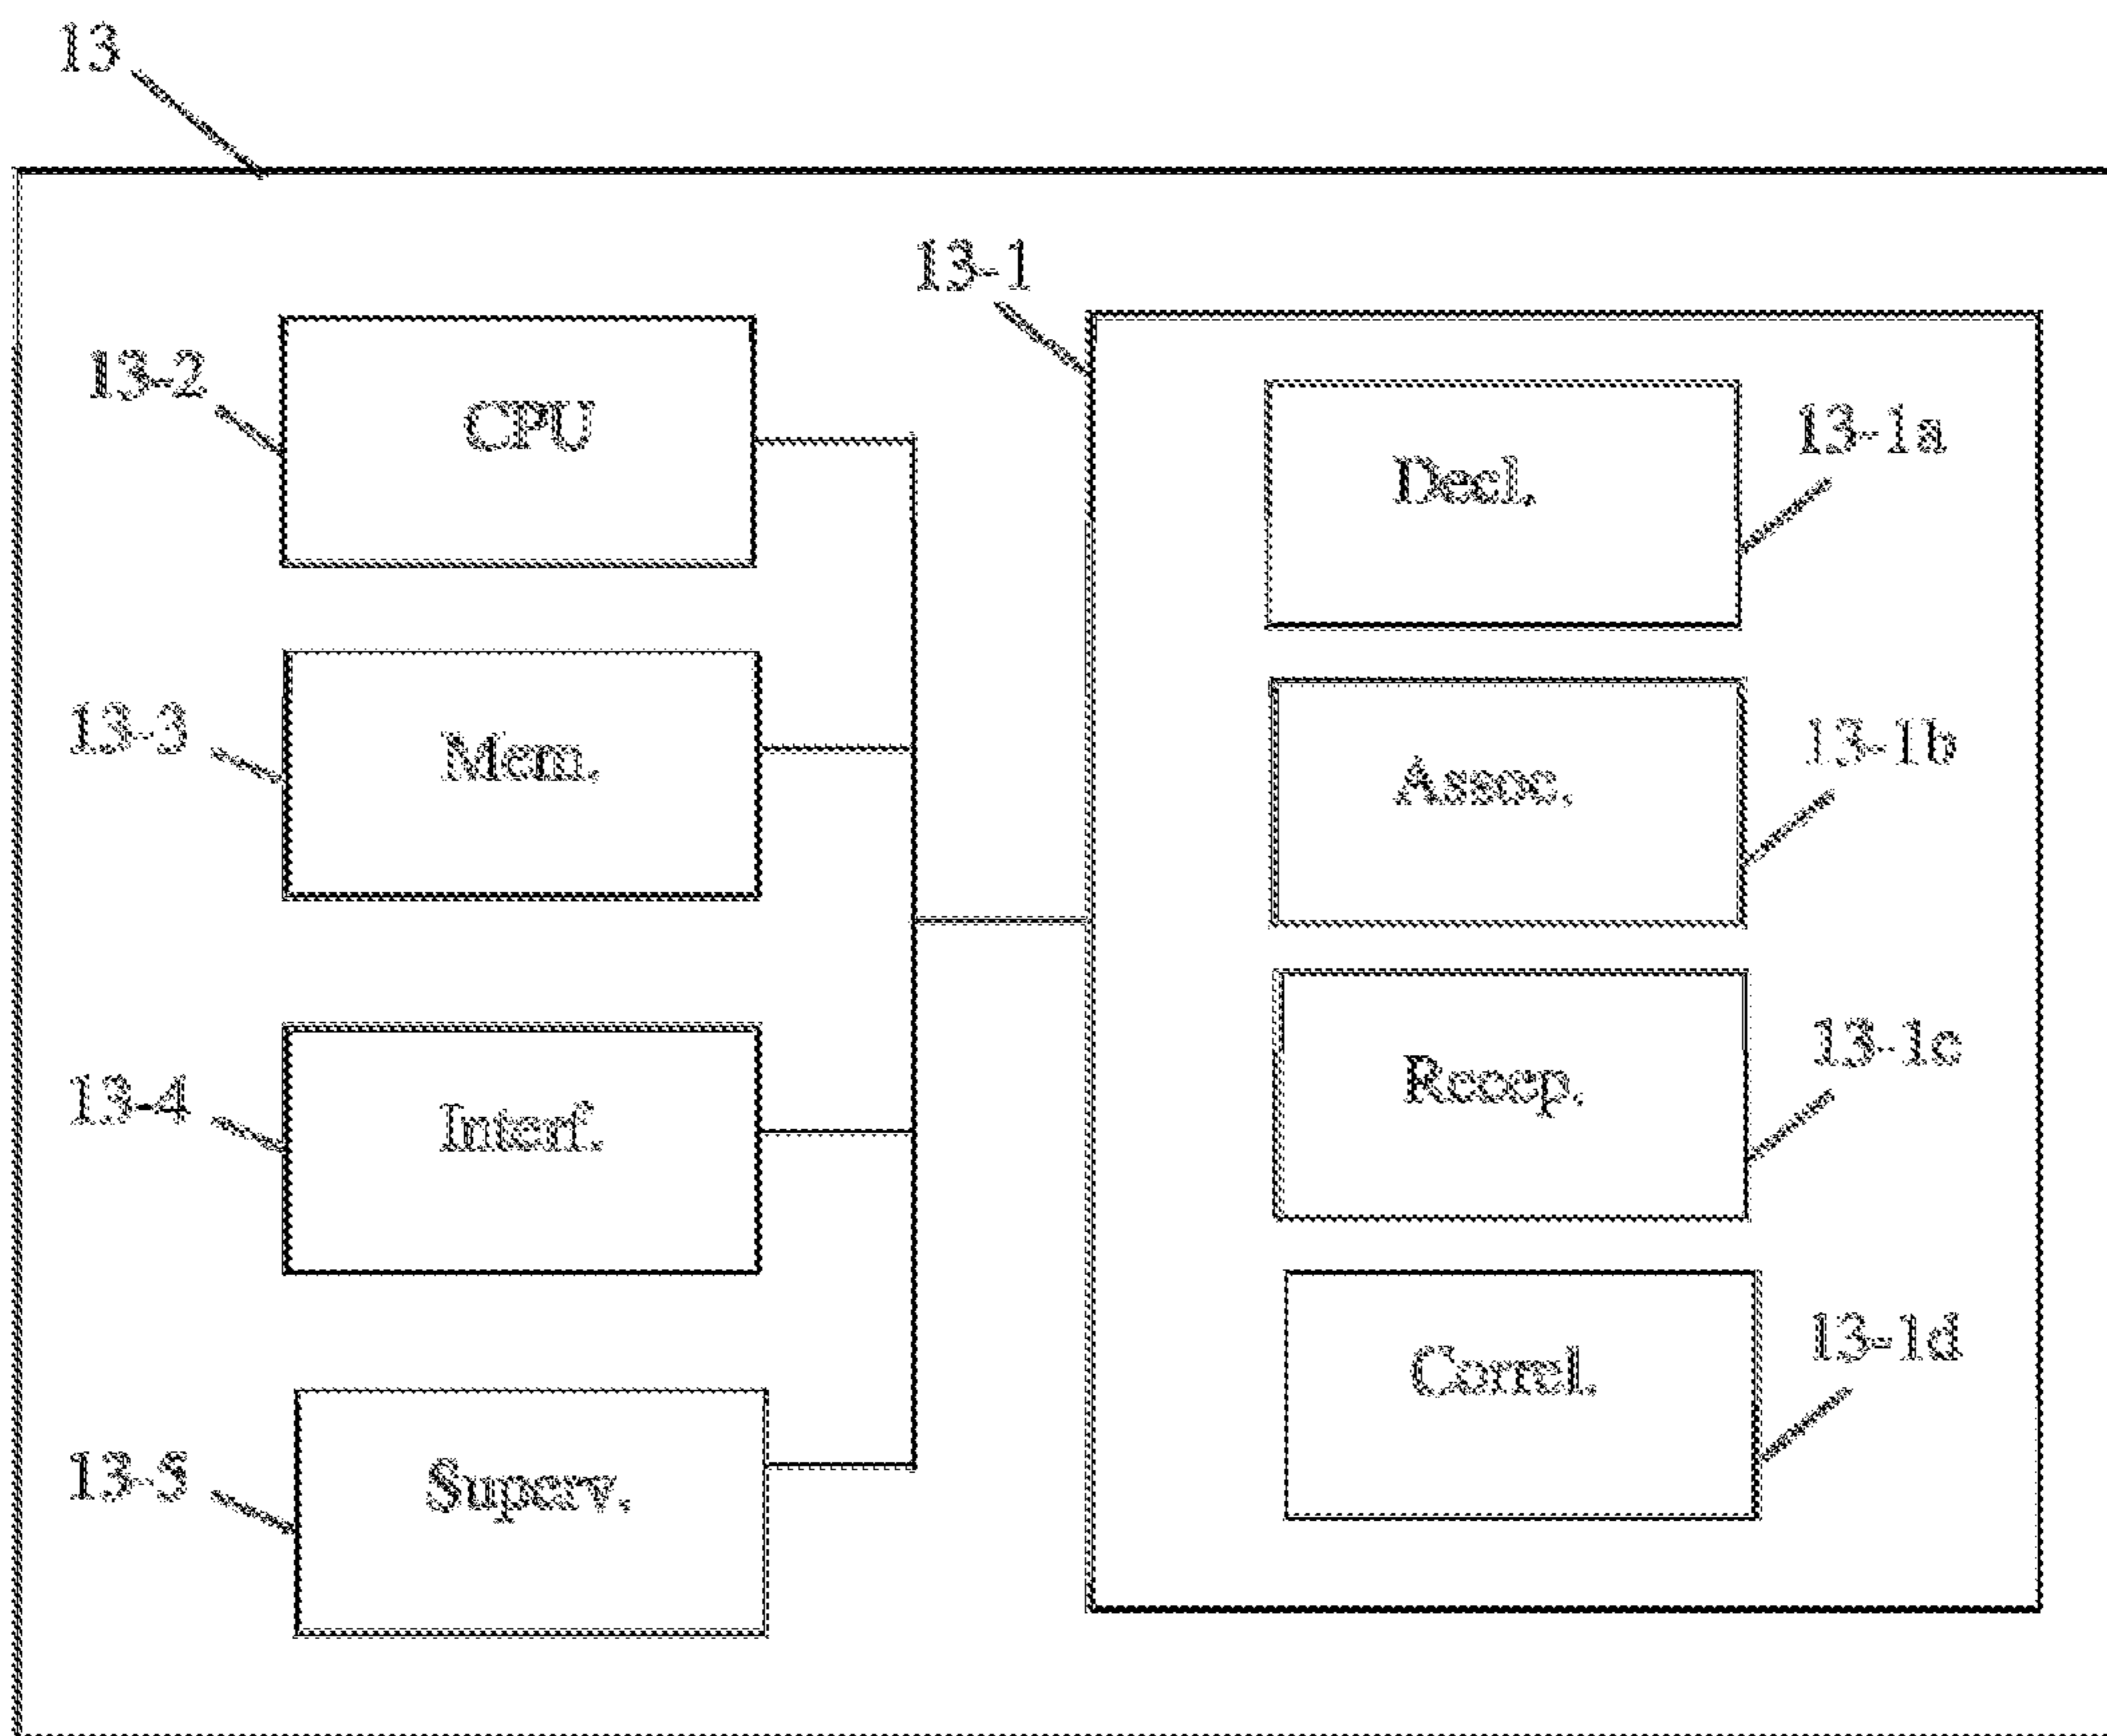 13
13-1
13-2
CPU
Decl.
13-1a
13-3
Mem.
Assoc.
13-1b
13-4
Interf.
Recep.
13-1c
13-5
Superv.
Correl.
13-1d